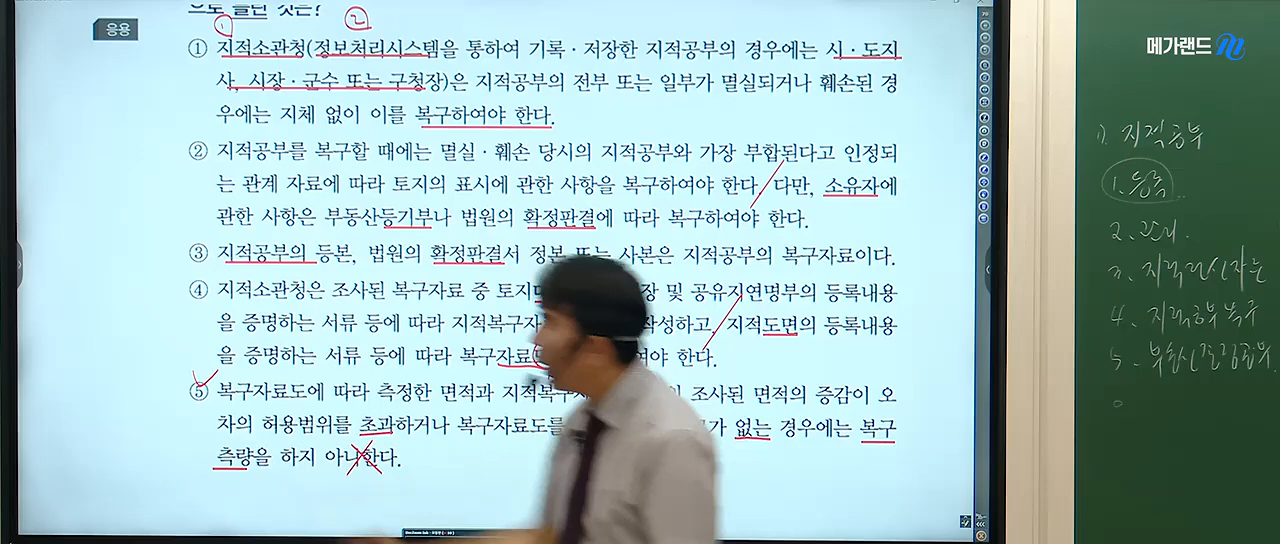 으로 틀린 것은?
① ②
응용
① 지적소관청(정보처리시스템을 통하여 기록 · 저장한 지적공부의 경우에는 시 · 도지
사, 시장 · 군수 또는 구청장)은 지적공부의 전부 또는 일부가 멸실되거나 훼손된 경
우에는 지체 없이 이를 복구하여야 한다.
② 지적공부를 복구할 때에는 멸실 · 훼손 당시의 지적공부와 가장 부합된다고 인정되
는 관계 자료에 따라 토지의 표시에 관한 사항을 복구하여야 한다. 다만, 소유자에
관한 사항은 부동산등기부나 법원의 확정판결에 따라 복구하여야 한다.
③ 지적공부의 등본, 법원의 확정판결서 정본 또는 사본은 지적공부의 복구자료이다.
④ 지적소관청은 조사된 복구자료 중 토지 장 및 공유지연명부의 등록내용
을 증명하는 서류 등에 따라 지적복구자 작성하고, 지적도면의 등록내용
을 증명하는 서류 등에 따라 복구자료 여야 한다.
⑤ 복구자료도에 따라 측정한 면적과 지적복구자 조사된 면적의 증감이 오
차의 허용범위를 초과하거나 복구자료도를 가 없는 경우에는 복구
측량을 하지 아니한다.
메가랜드
1) 지적공부
1. 등록
2. 관리
4. 지적공부 복구